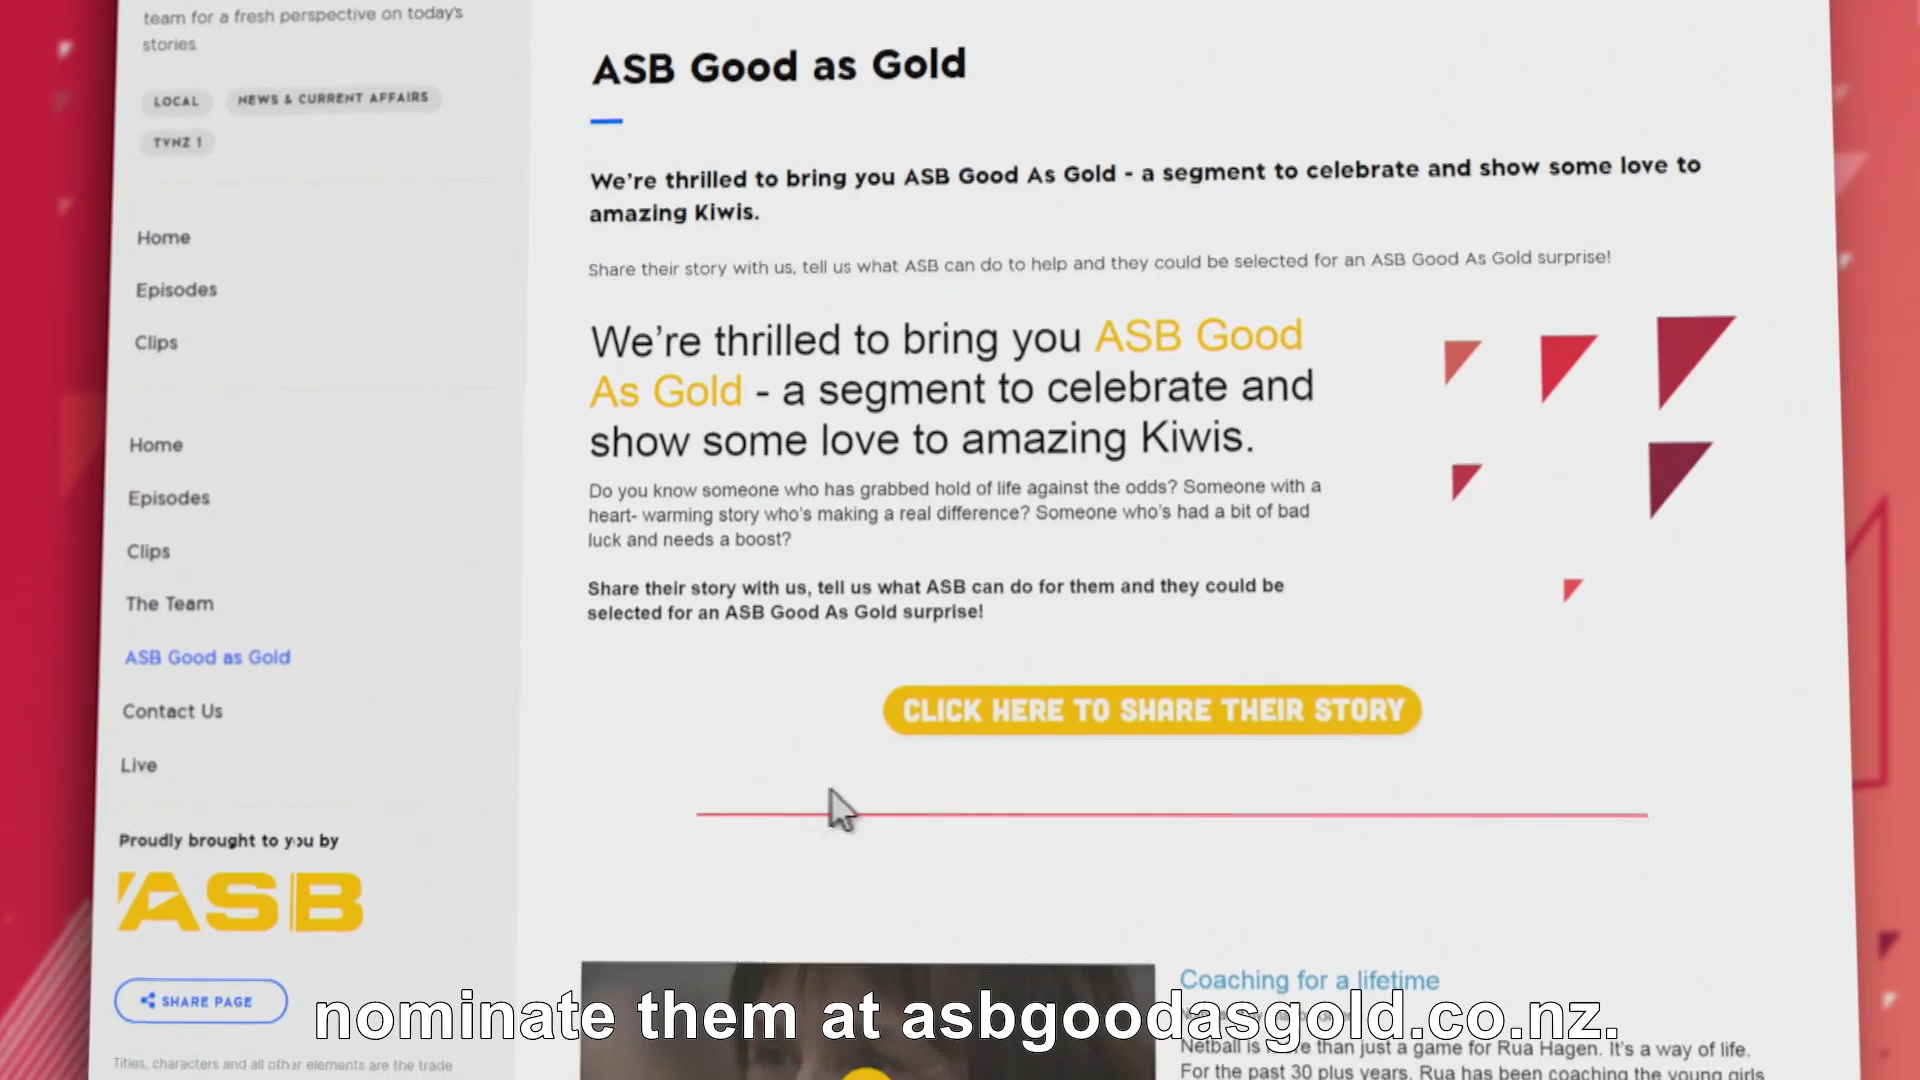 team for a fresh perspective on today's
stories.
LOCAL
NEWS & CURRENT AFFAIRS
TVNZ 1
Home
Episodes
Clips
Home
Episodes
Clips
The Team
ASB Good as Gold
Contact Us
Live
Proudly brought to you by
ASB
SHARE PAGE
Titles, characters and all other elements are the trade
ASB Good as Gold
We're thrilled to bring you ASB Good As Gold - a segment to celebrate and show some love to
amazing Kiwis.
Share their story with us, tell us what ASB can do to help and they could be selected for an ASB Good As Gold surprise!
We're thrilled to bring you ASB Good
As Gold - a segment to celebrate and
show some love to amazing Kiwis.
Do you know someone who has grabbed hold of life against the odds? Someone with a
heart- warming story who's making a real difference? Someone who's had a bit of bad
luck and needs a boost?
Share their story with us, tell us what ASB can do for them and they could be
selected for an ASB Good As Gold surprise!
CLICK HERE TO SHARE THEIR STORY
Coaching for a lifetime
Netball is more than just a game for Rua Hagen. It's a way of life.
For the past 30 plus years, Rua has been coaching the young girls
nominate them at asbgoodasgold.co.nz.